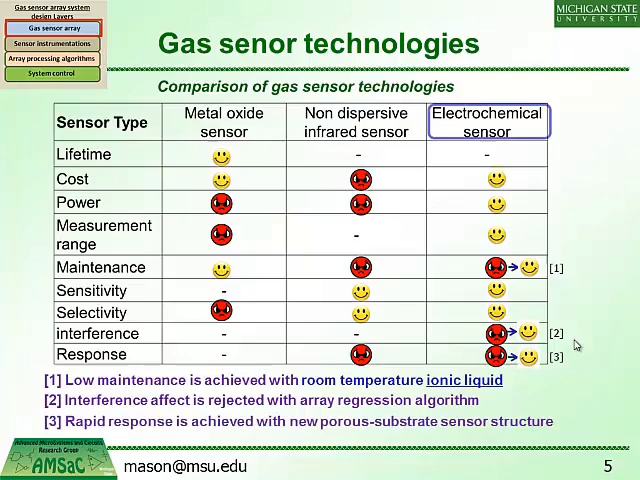 Gas sensor array system
design Layers
Gas sensor array
Sensor instrumentations
Array processing algorithms
System control
MICHIGAN STATE
UNIVERSITY
Gas senor technologies
Comparison of gas sensor technologies
Sensor Type Metal oxide sensor Non dispersive infrared sensor Electrochemical sensor
Lifetime - -
Cost
Power
Measurement range -
Maintenance [1]
Sensitivity -
Selectivity
interference - - [2]
Response - [3]
[1] Low maintenance is achieved with room temperature ionic liquid
[2] Interference affect is rejected with array regression algorithm
[3] Rapid response is achieved with new porous-substrate sensor structure
Advanced MicroSystems and Circuits
Research Group
AMSaC
mason@msu.edu
5